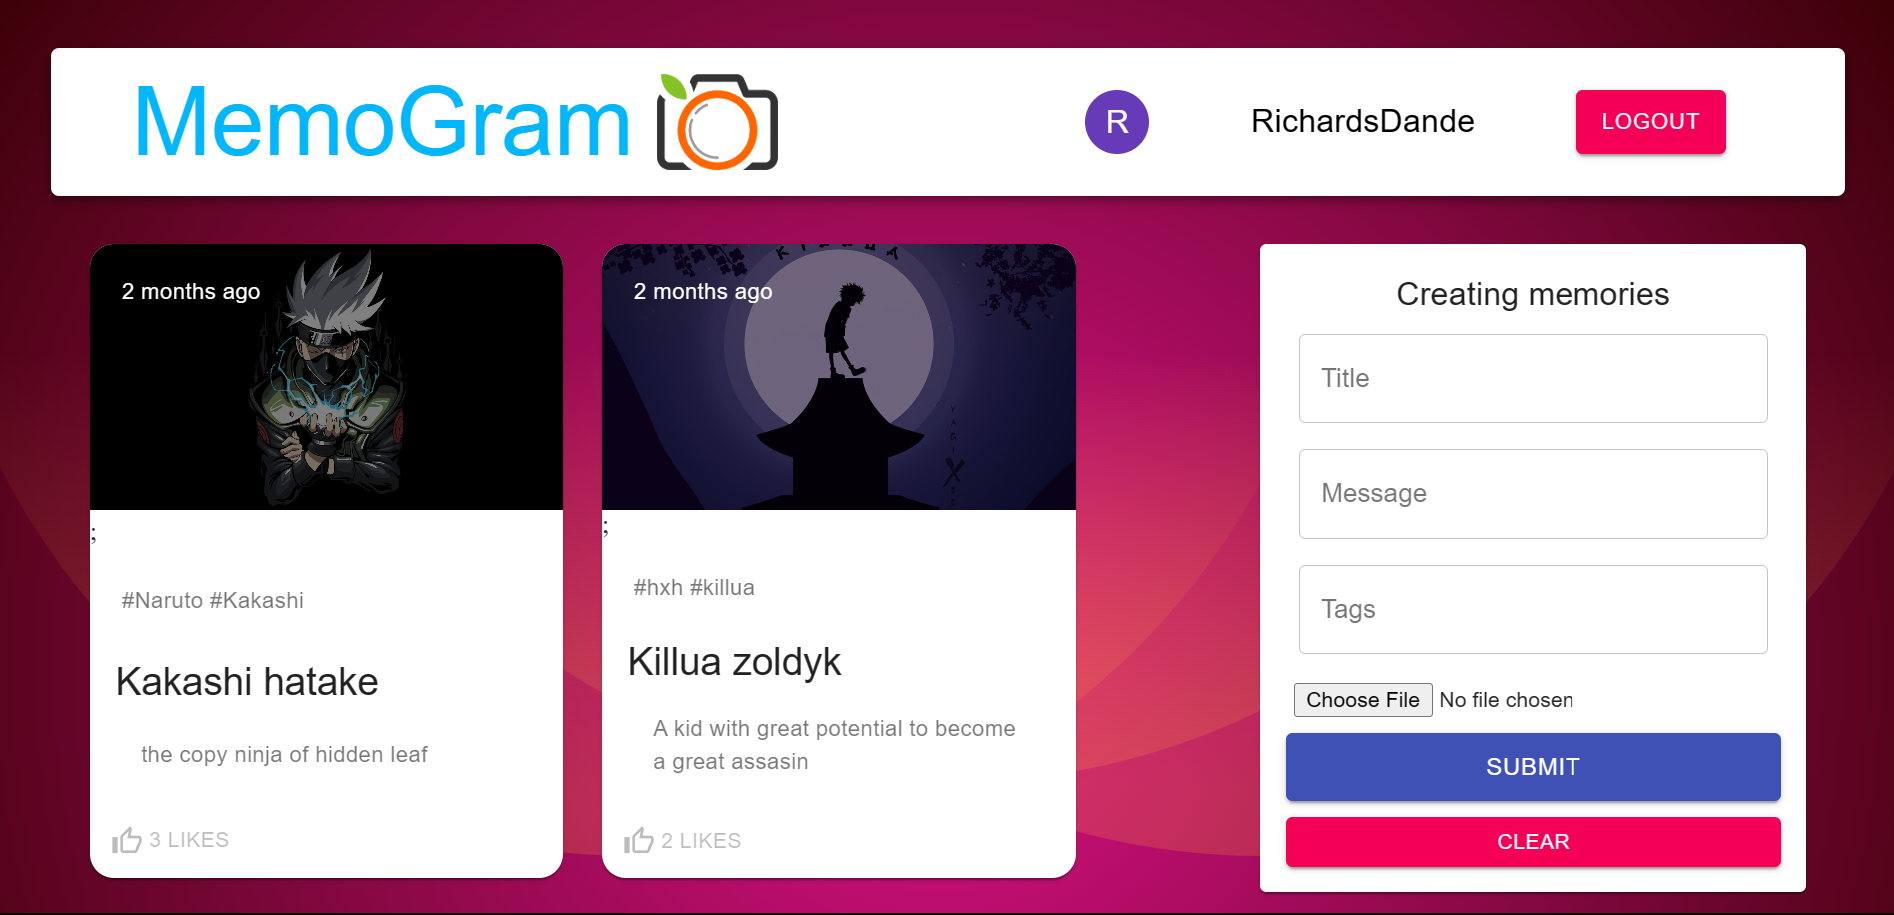 MemoGram
R
RichardsDande
LOGOUT
2 months ago
;
#Naruto #Kakashi
Kakashi hatake
the copy ninja of hidden leaf
3 LIKES
2 months ago
;
#hxh #killua
Killua zoldyk
A kid with great potential to become
a great assasin
2 LIKES
Creating memories
Title
Message
Tags
Choose File No file chosen
SUBMIT
CLEAR